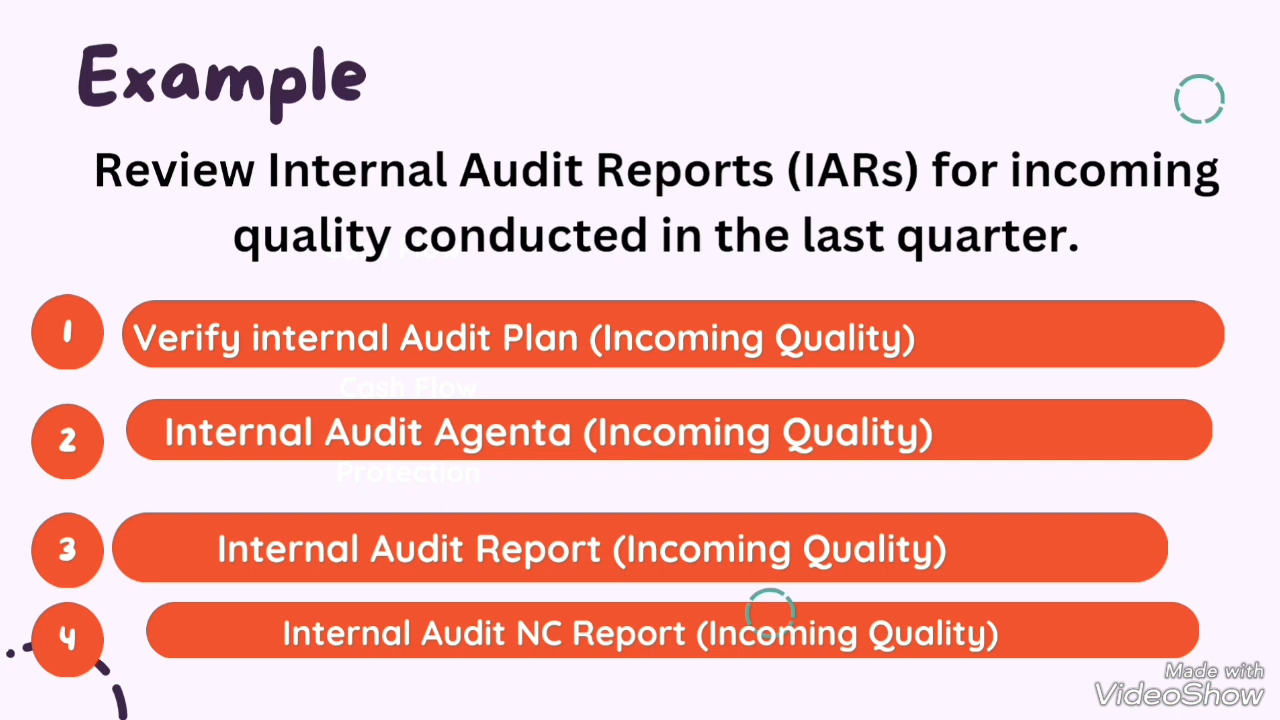 Example
Review Internal Audit Reports (IARs) for incoming
quality conducted in the last quarter.
1 Verify internal Audit Plan (Incoming Quality)
Cash Flow
2 Internal Audit Agenta (Incoming Quality)
Protection
3 Internal Audit Report (Incoming Quality)
4 Internal Audit NC Report (Incoming Quality)
Made with
VideoShow